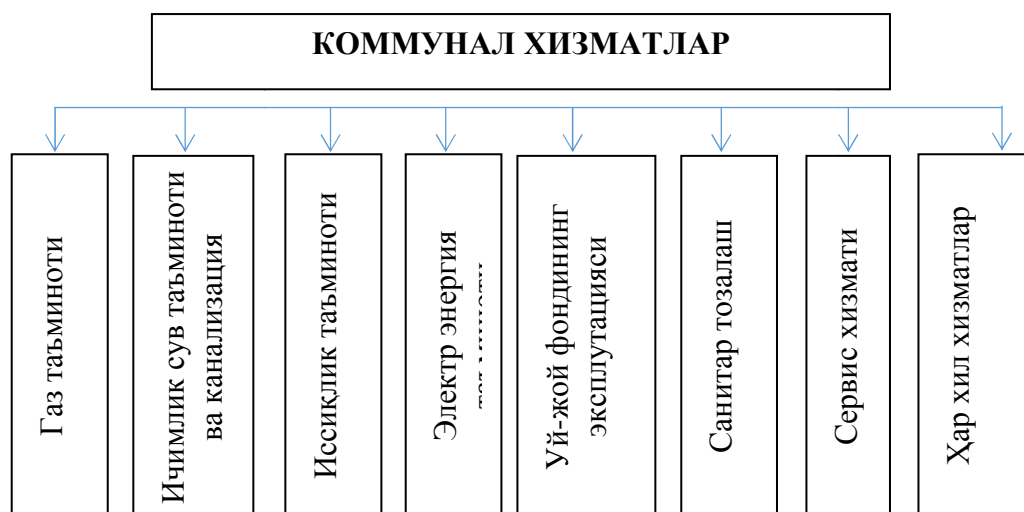 КОММУНАЛ ХИЗМАТЛАР
Газ таъминоти
Ичимлик сув таъминоти
ва канализация
Иссиқлик таъминоти
Электр энергия
Уй-жой фондининг
эксплутацияси
Санитар тозалаш
Сервис хизмати
Ҳар хил хизматлар